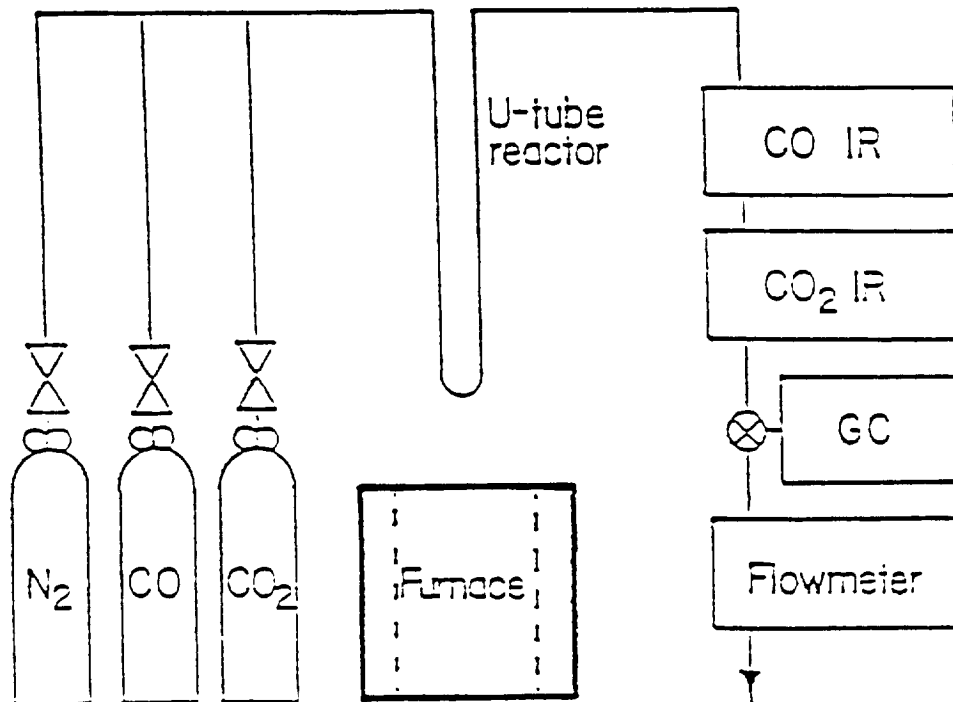 U-tube
reactor
CO IR
CO₂ IR
GC
N₂
CO
CO₂
Furnace
Flowmeter